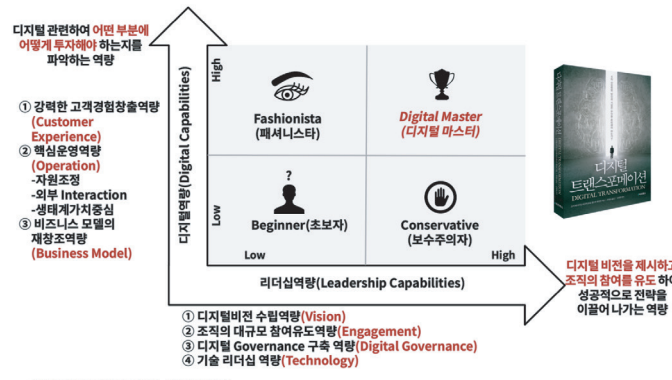 디지털 관련하여 어떤 부분에
어떻게 투자해야 하는지를
파악하는 역량
① 강력한 고객경험창출역량
(Customer
Experience)
② 핵심운영역량
(Operation)
-자원조정
-외부 Interaction
-생태계가치중심
③ 비즈니스 모델의
재창조역량
(Business Model)
디지털역량(Digital Capabilities)
High
Low
Fashionista
(패셔니스타)
Digital Master
(디지털 마스터)
?
Beginner(초보자)
Conservative
(보수주의자)
Low
High
리더십역량(Leadership Capabilities)
① 디지털비전 수립역량(Vision)
② 조직의 대규모 참여유도역량(Engagement)
③ 디지털 Governance 구축 역량(Digital Governance)
④ 기술 리더십 역량(Technology)
디지털
트랜스포메이션
DIGITAL TRANSFORMATION
디지털 비전을 제시하고
조직의 참여를 유도 하여
성공적으로 전략을
이끌어 나가는 역량